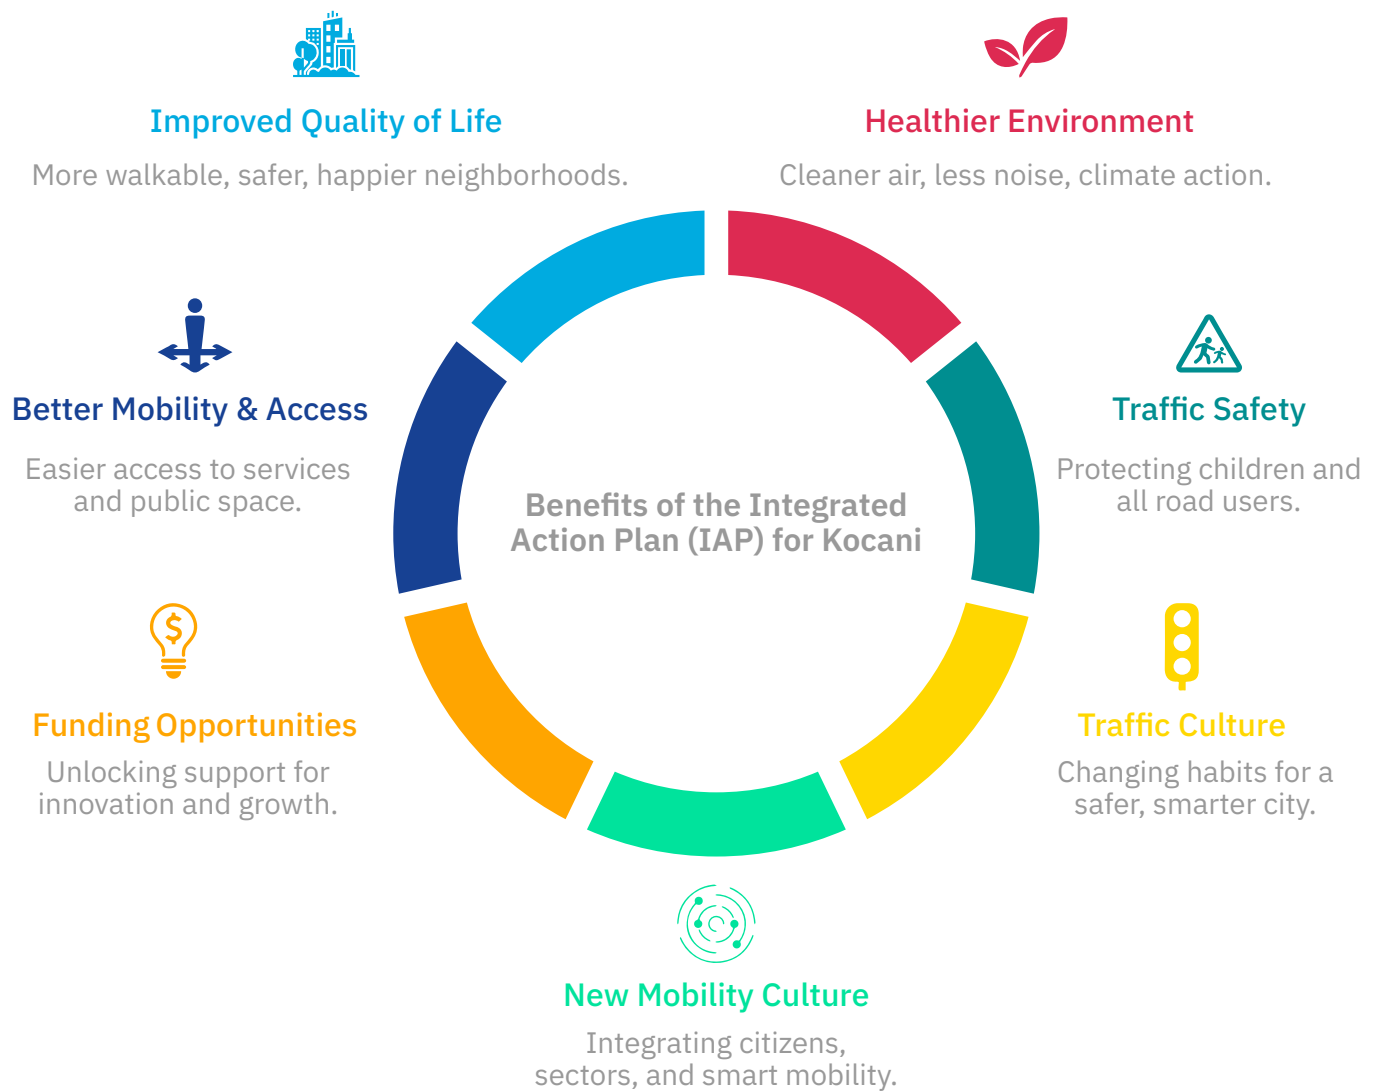 Improved Quality of Life
More walkable, safer, happier neighborhoods.
Healthier Environment
Cleaner air, less noise, climate action.
Better Mobility & Access
Easier access to services
and public space.
Traffic Safety
Protecting children and
all road users.
Benefits of the Integrated
Action Plan (IAP) for Kocani
$
Funding Opportunities
Unlocking support for
innovation and growth.
Traffic Culture
Changing habits for a
safer, smarter city.
New Mobility Culture
Integrating citizens,
sectors, and smart mobility.